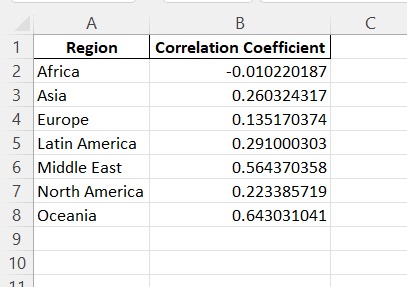 A B C
1 Region Correlation Coefficient
2 Africa -0.010220187
3 Asia 0.260324317
4 Europe 0.135170374
5 Latin America 0.291000303
6 Middle East 0.564370358
7 North America 0.223385719
8 Oceania 0.643031041
9
10
11